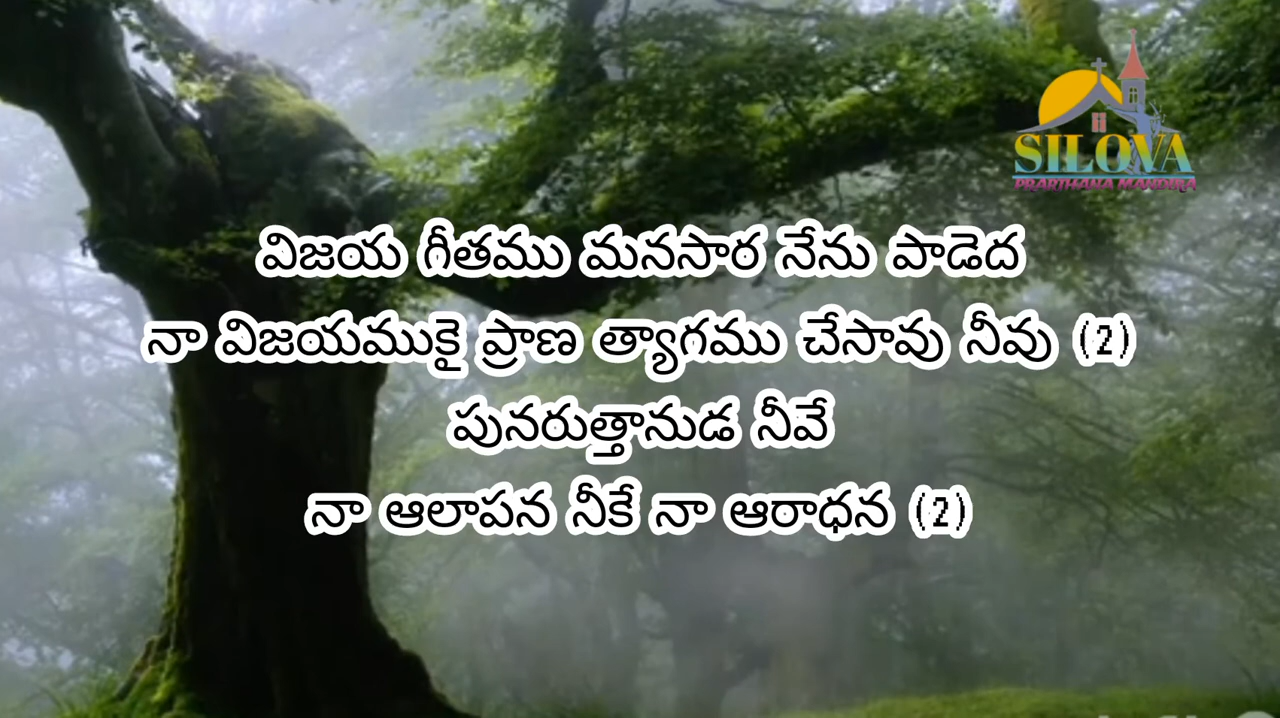 SILOVA
PRARTHANA MANDIRA
విజయ గీతము మనసార నేను పాడెద
నా విజయముకై ప్రాణ త్యాగము చేసావు నీవు (2)
పునరుత్తానుడ నీవే
నా ఆలాపన నీకే నా ఆరాధన (2)